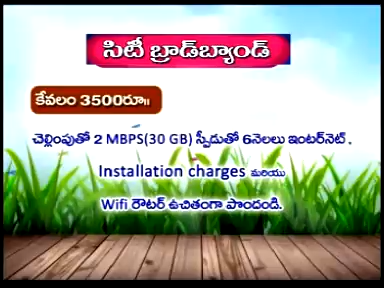 సిటీ బ్రాడ్‌బ్యాండ్
కేవలం 3500రూ॥
చెల్లింపుతో 2 MBPS(30 GB) స్పీడుతో 6నెలలు ఇంటర్‌నెట్ ,
Installation charges మరియు
Wifi రౌటర్ ఉచితంగా పొందండి.